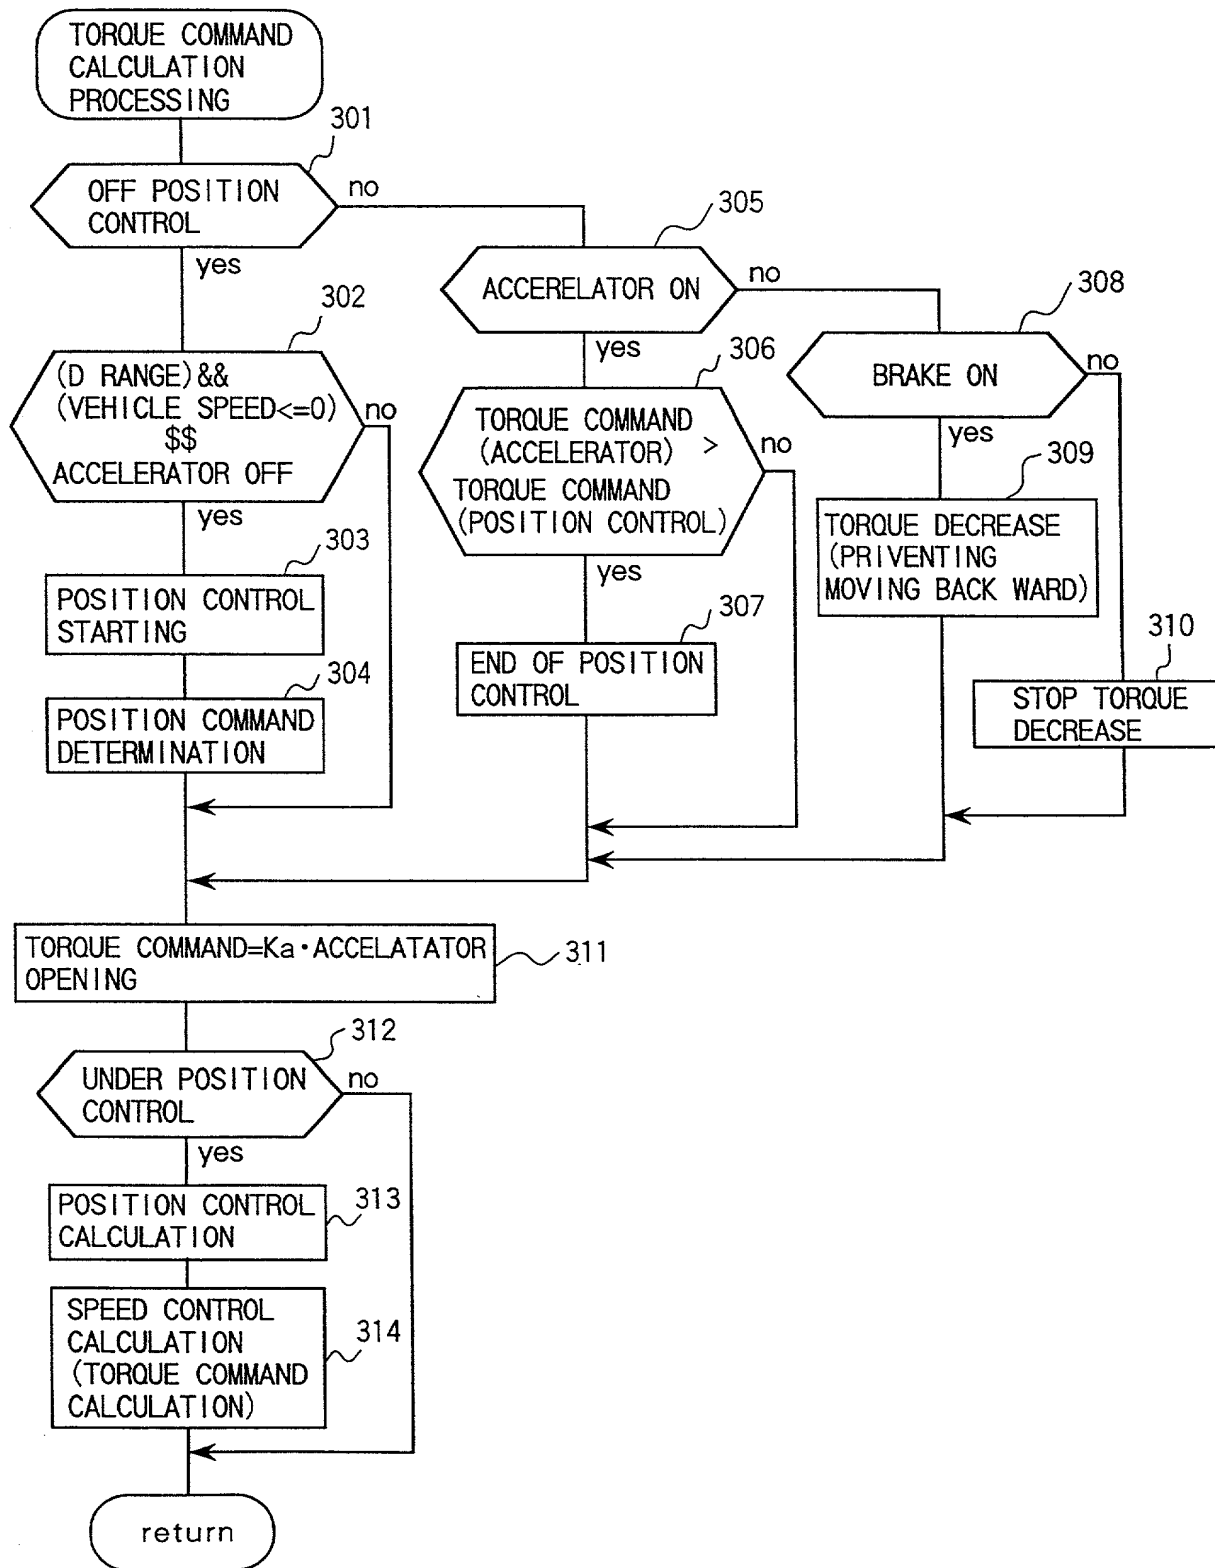 TORQUE COMMAND
CALCULATION
PROCESSING
301
OFF POSITION
CONTROL
no
yes
305
ACCERELATOR ON
no
yes
308
BRAKE ON
no
yes
302
(D RANGE)&&
(VEHICLE SPEED<=0)
$$
ACCELERATOR OFF
no
yes
306
TORQUE COMMAND
(ACCELERATOR) >
TORQUE COMMAND
(POSITION CONTROL)
no
yes
309
TORQUE DECREASE
(PRIVENTING
MOVING BACK WARD)
303
POSITION CONTROL
STARTING
307
END OF POSITION
CONTROL
310
STOP TORQUE
DECREASE
304
POSITION COMMAND
DETERMINATION
TORQUE COMMAND=Ka·ACCELATATOR
OPENING
311
312
UNDER POSITION
CONTROL
no
yes
POSITION CONTROL
CALCULATION
313
SPEED CONTROL
CALCULATION
(TORQUE COMMAND
CALCULATION)
314
return